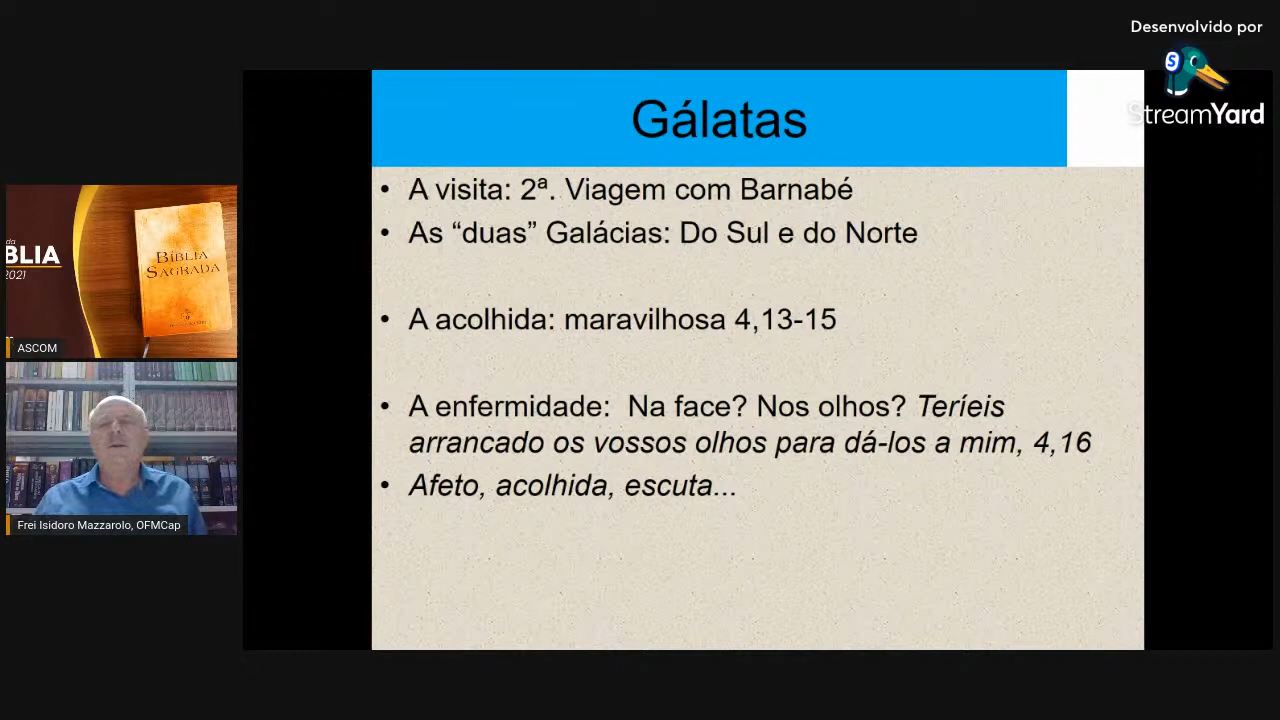 Desenvolvido por
StreamYard
Gálatas
• A visita: 2ª. Viagem com Barnabé
• As “duas” Galácias: Do Sul e do Norte
• A acolhida: maravilhosa 4,13-15
• A enfermidade:  Na face? Nos olhos? Teríeis
arrancado os vossos olhos para dá-los a mim, 4,16
• Afeto, acolhida, escuta...
BLIA
2021
BÍBLIA
SAGRADA
ASCOM
Frei Isidoro Mazzarolo, OFMCap